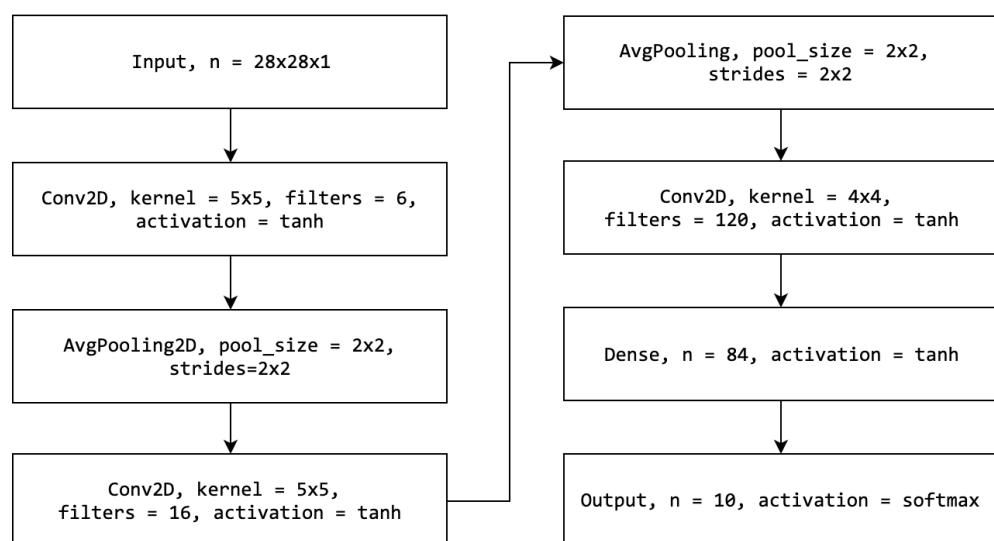 Input, n = 28x28x1
Conv2D, kernel = 5x5, filters = 6,
activation = tanh
AvgPooling2D, pool_size = 2x2,
strides=2x2
Conv2D, kernel = 5x5,
filters = 16, activation = tanh
AvgPooling, pool_size = 2x2,
strides = 2x2
Conv2D, kernel = 4x4,
filters = 120, activation = tanh
Dense, n = 84, activation = tanh
Output, n = 10, activation = softmax